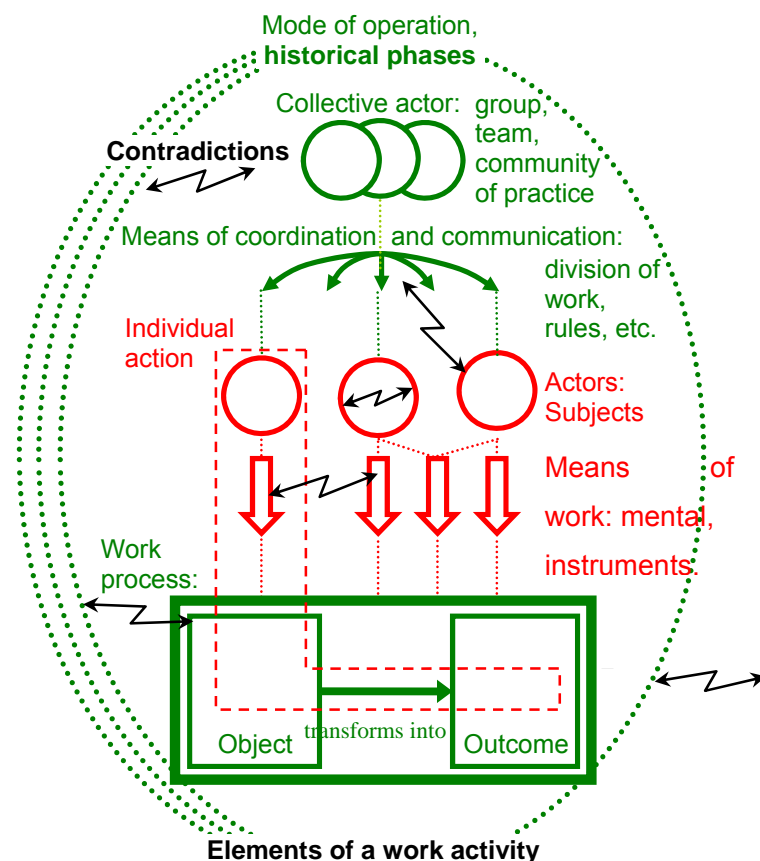 Mode of operation,
historical phases
Collective actor: group,
team,
community
of practice
Contradictions
Means of coordination and communication:
division of
work,
rules, etc.
Individual
action
Actors:
Subjects
Means of
work: mental,
instruments.
Work
process:
transforms into
Object
Outcome
Elements of a work activity